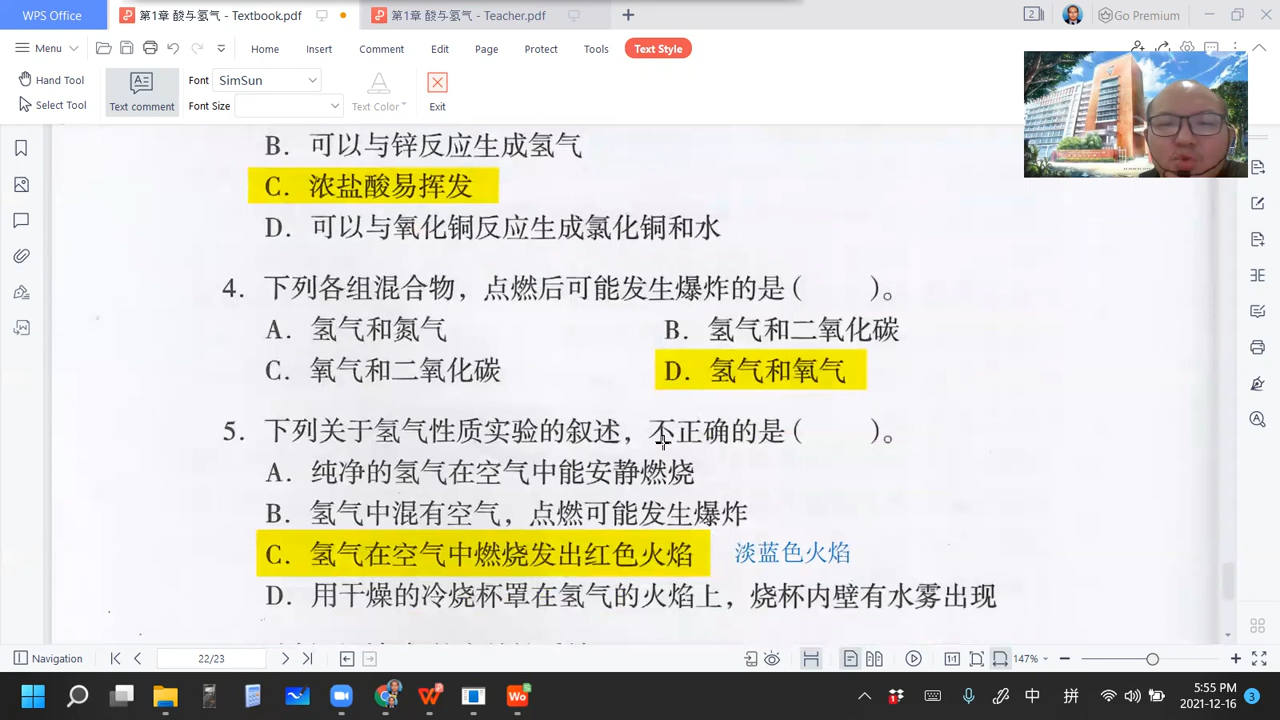 WPS Office
第1章 酸与氢气 - Textbook.pdf
第1章 酸与氢气 - Teacher.pdf
2
Go Premium
Menu
Home
Insert
Comment
Edit
Page
Protect
Tools
Text Style
Hand Tool
Select Tool
Text comment
Font
SimSun
Font Size
Text Color
Exit
B. 可以与锌反应生成氢气
C. 浓盐酸易挥发
D. 可以与氧化铜反应生成氯化铜和水
4. 下列各组混合物，点燃后可能发生爆炸的是( )。
A. 氢气和氮气 B. 氢气和二氧化碳
C. 氧气和二氧化碳 D. 氢气和氧气
5. 下列关于氢气性质实验的叙述，不正确的是( )。
A. 纯净的氢气在空气中能安静燃烧
B. 氢气中混有空气，点燃可能发生爆炸
C. 氢气在空气中燃烧发出红色火焰 淡蓝色火焰
D. 用干燥的冷烧杯罩在氢气的火焰上，烧杯内壁有水雾出现
Navigation
22/23
147%
中
拼
5:55 PM
2021-12-16
3